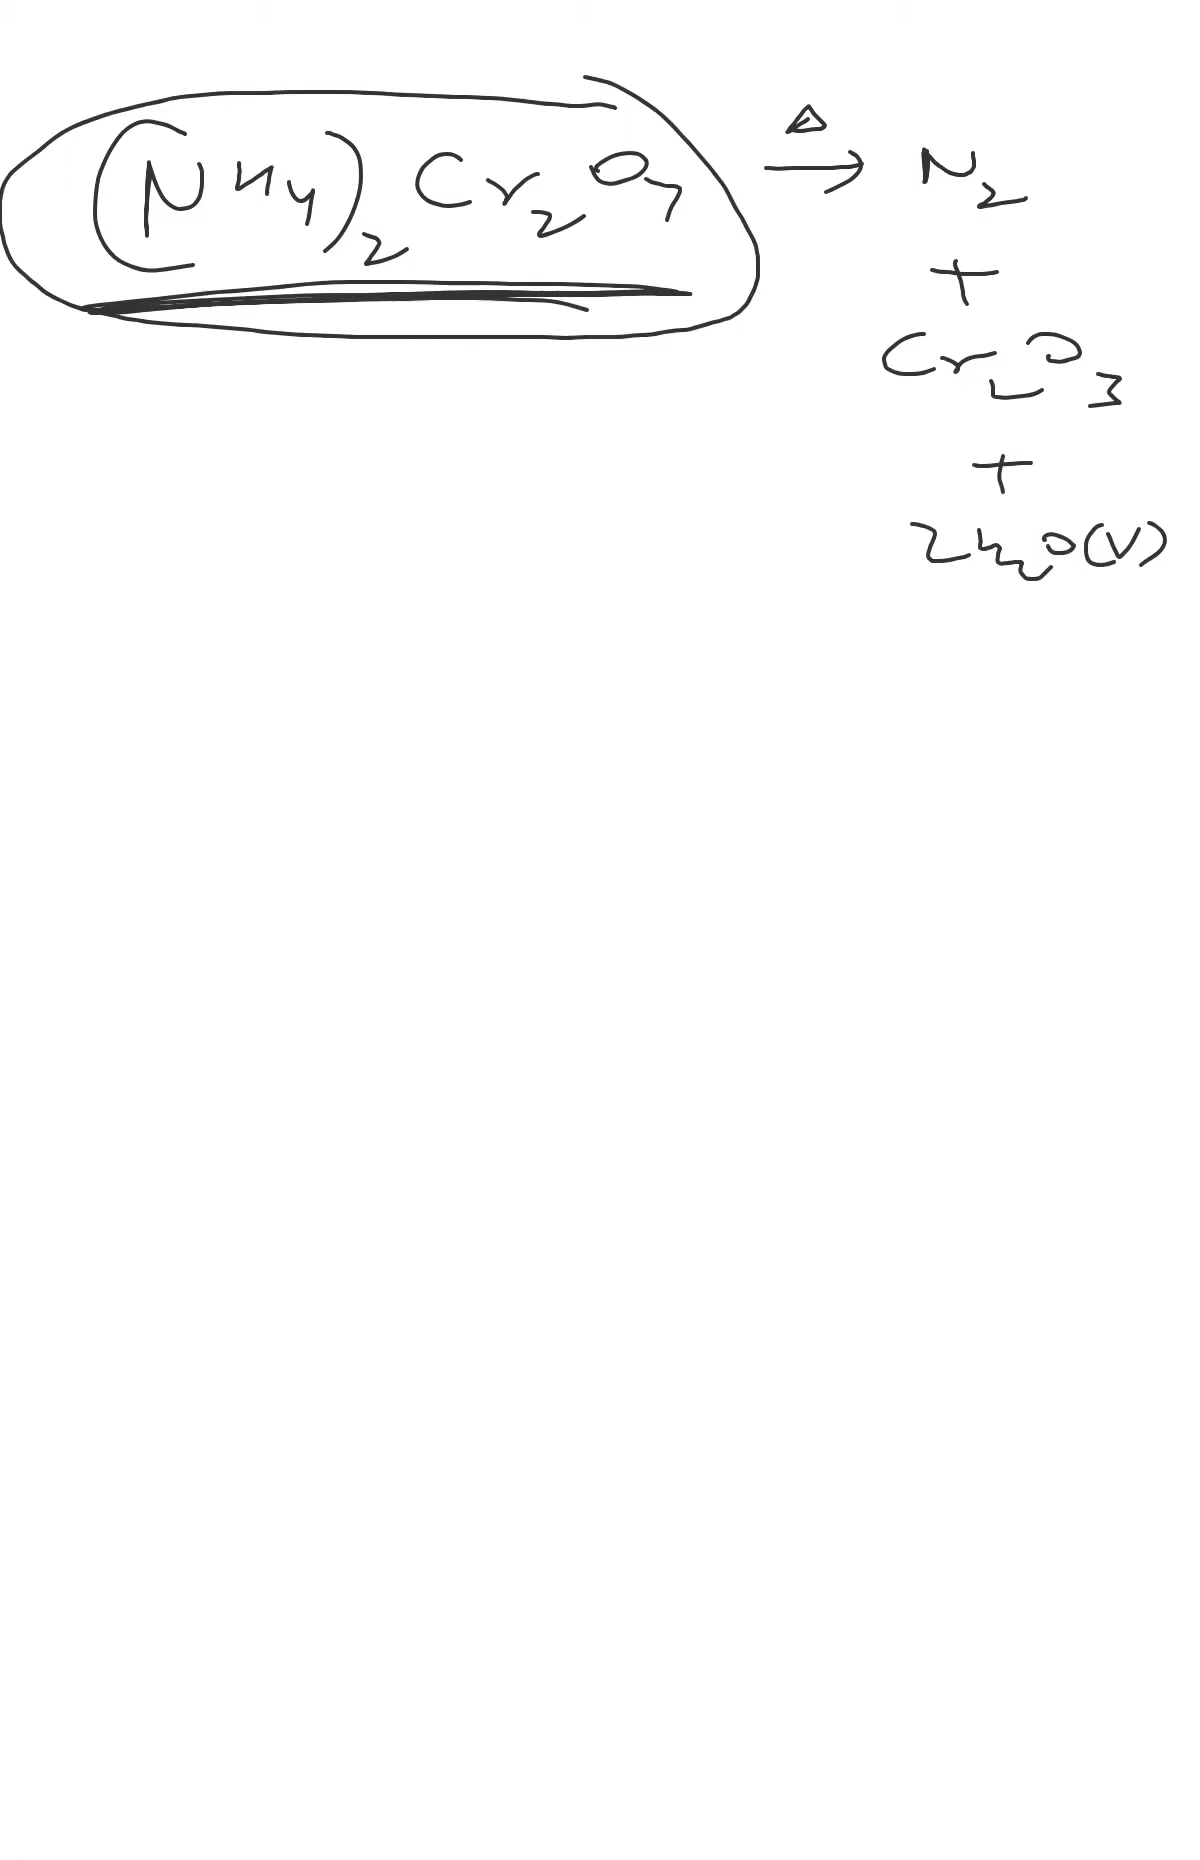 (NH4)2Cr2O7 Δ→ N2
+
Cr2O3
+
2H2O(V)